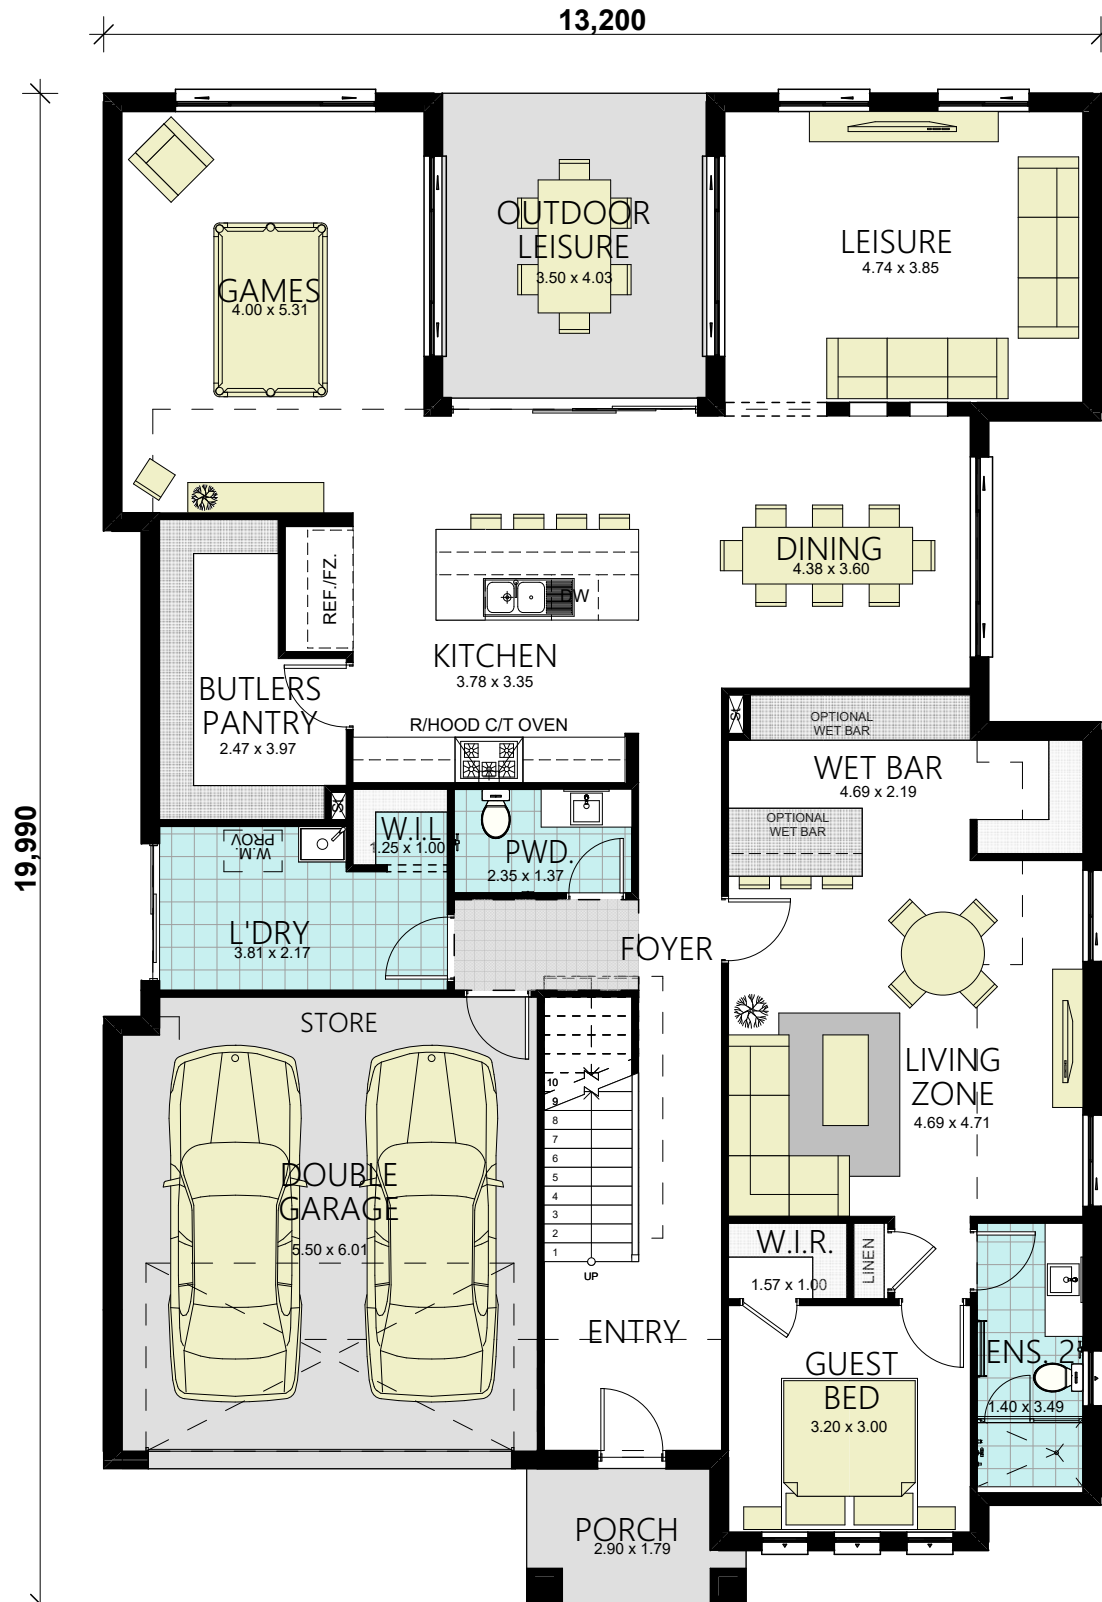 13,200
19,990
OUTDOOR
LEISURE
3.50 x 4.03
LEISURE
4.74 x 3.85
GAMES
4.00 x 5.31
DINING
4.38 x 3.60
REF./FZ.
DW
KITCHEN
3.78 x 3.35
BUTLERS
PANTRY
2.47 x 3.97
R/HOOD C/T OVEN
SL
OPTIONAL
WET BAR
WET BAR
4.69 x 2.19
OPTIONAL
WET BAR
SL
W.M.
PROV
W.I.L
1.25 x 1.00
PWD.
2.35 x 1.37
L'DRY
3.81 x 2.17
FOYER
STORE
10
9
8
7
6
5
4
3
2
1
UP
LIVING
ZONE
4.69 x 4.71
DOUBLE
GARAGE
5.50 x 6.01
W.I.R.
1.57 x 1.00
LINEN
ENTRY
GUEST
BED
3.20 x 3.00
ENS. 2
1.40 x 3.49
PORCH
2.90 x 1.79